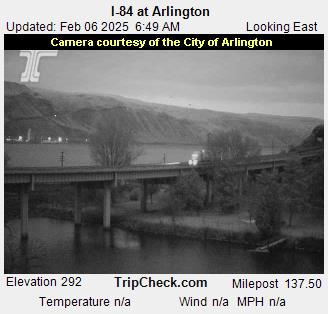 I-84 at Arlington
Updated: Feb 06 2025 6:49 AM Looking East
Camera courtesy of the City of Arlington
Elevation 292 TripCheck.com Milepost 137.50
Temperature n/a Wind n/a MPH n/a